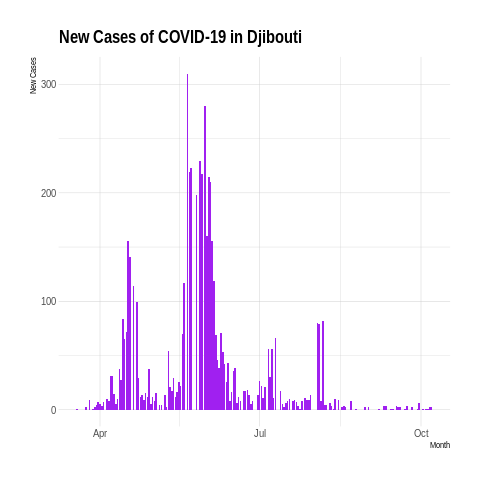 New Cases of COVID-19 in Djibouti
New Cases
300
200
100
0
Apr Jul Oct
Month